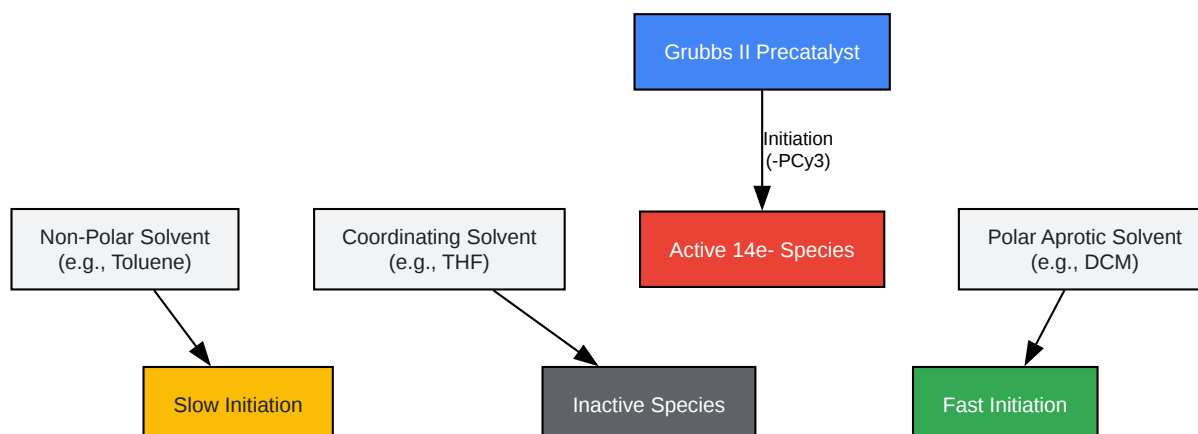 Grubbs II Precatalyst
Initiation
(-PCy3)
Non-Polar Solvent
(e.g., Toluene)
Coordinating Solvent
(e.g., THF)
Active 14e- Species
Polar Aprotic Solvent
(e.g., DCM)
Slow Initiation
Inactive Species
Fast Initiation